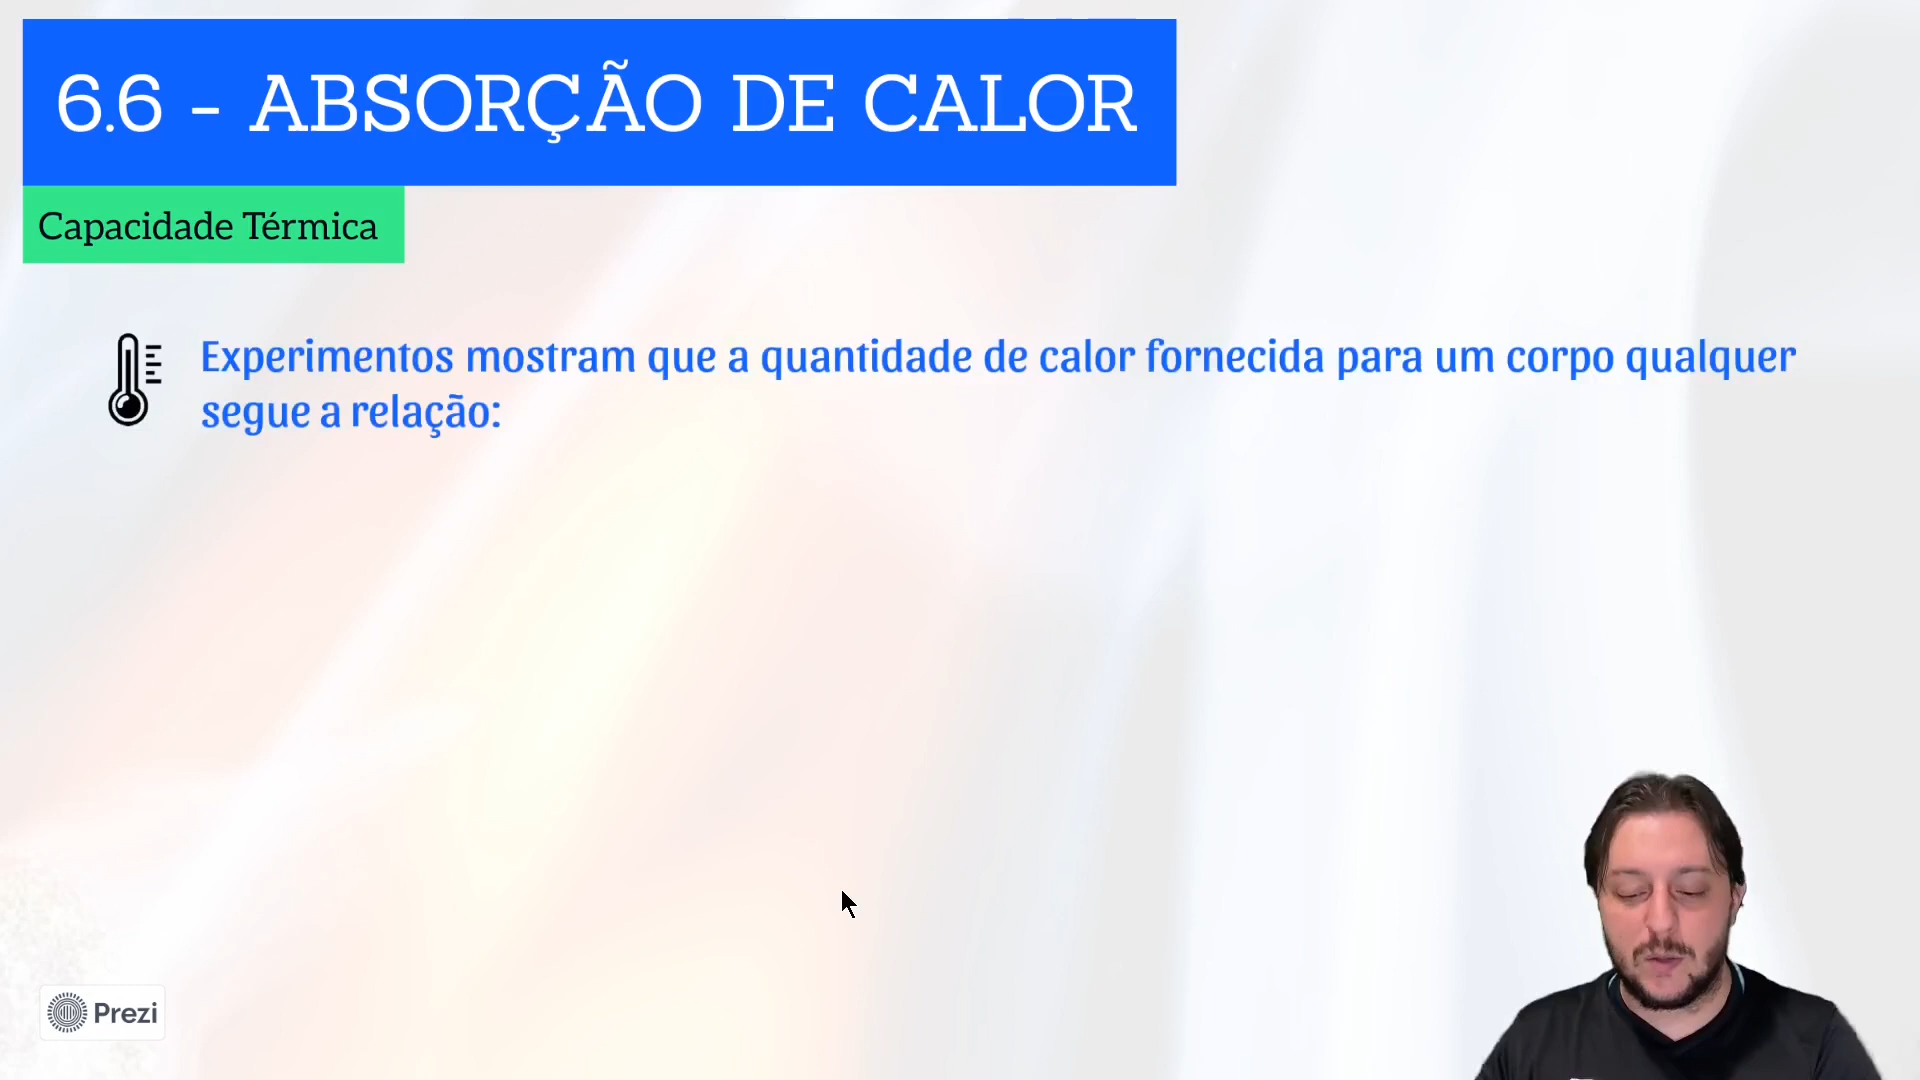 6.6 - ABSORÇÃO DE CALOR
Capacidade Térmica
Experimentos mostram que a quantidade de calor fornecida para um corpo qualquer
segue a relação:
Prezi